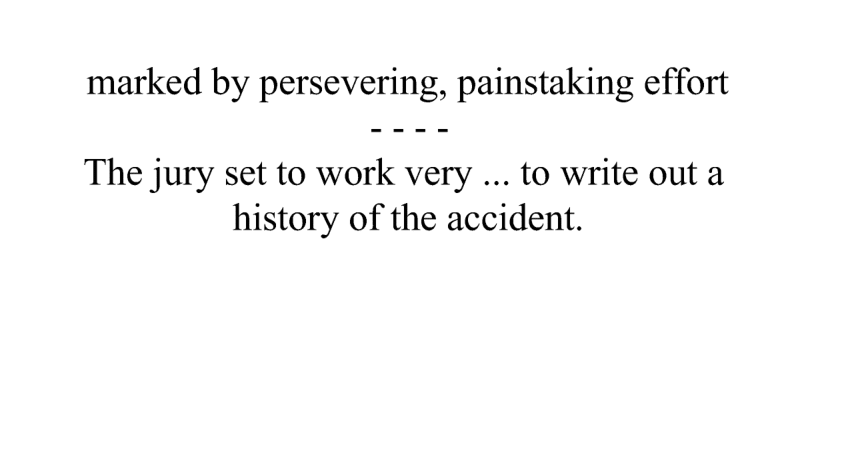 marked by persevering, painstaking effort
- - - -
The jury set to work very ... to write out a
history of the accident.